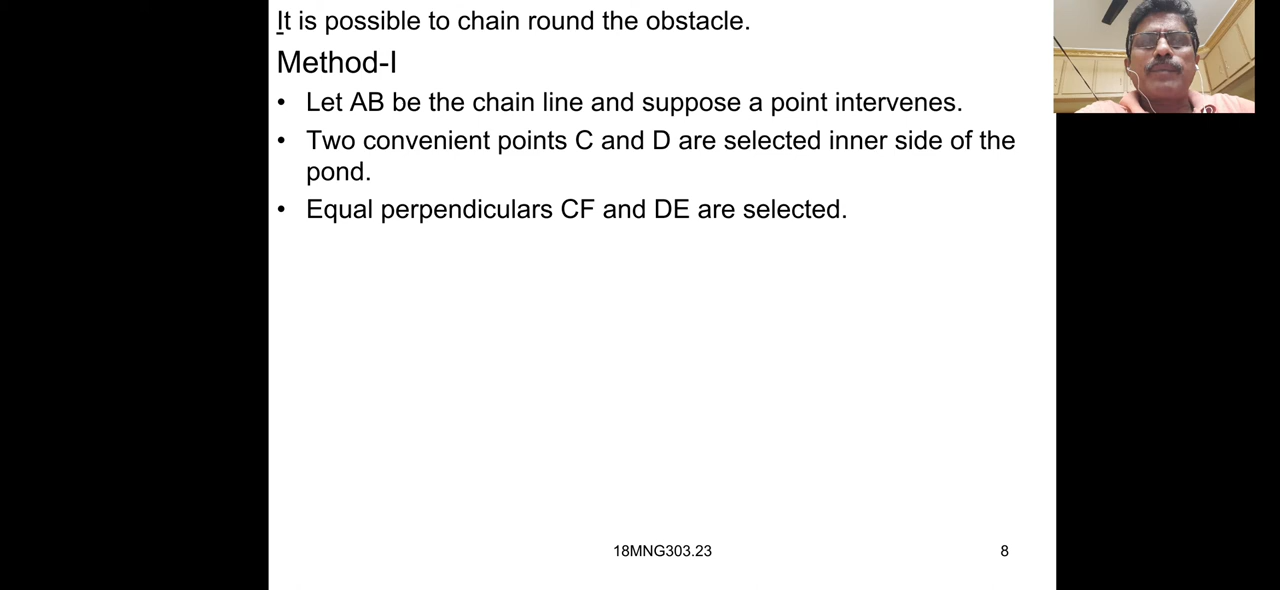 It is possible to chain round the obstacle.
Method-I
• Let AB be the chain line and suppose a point intervenes.
• Two convenient points C and D are selected inner side of the
pond.
• Equal perpendiculars CF and DE are selected.
18MNG303.23
8